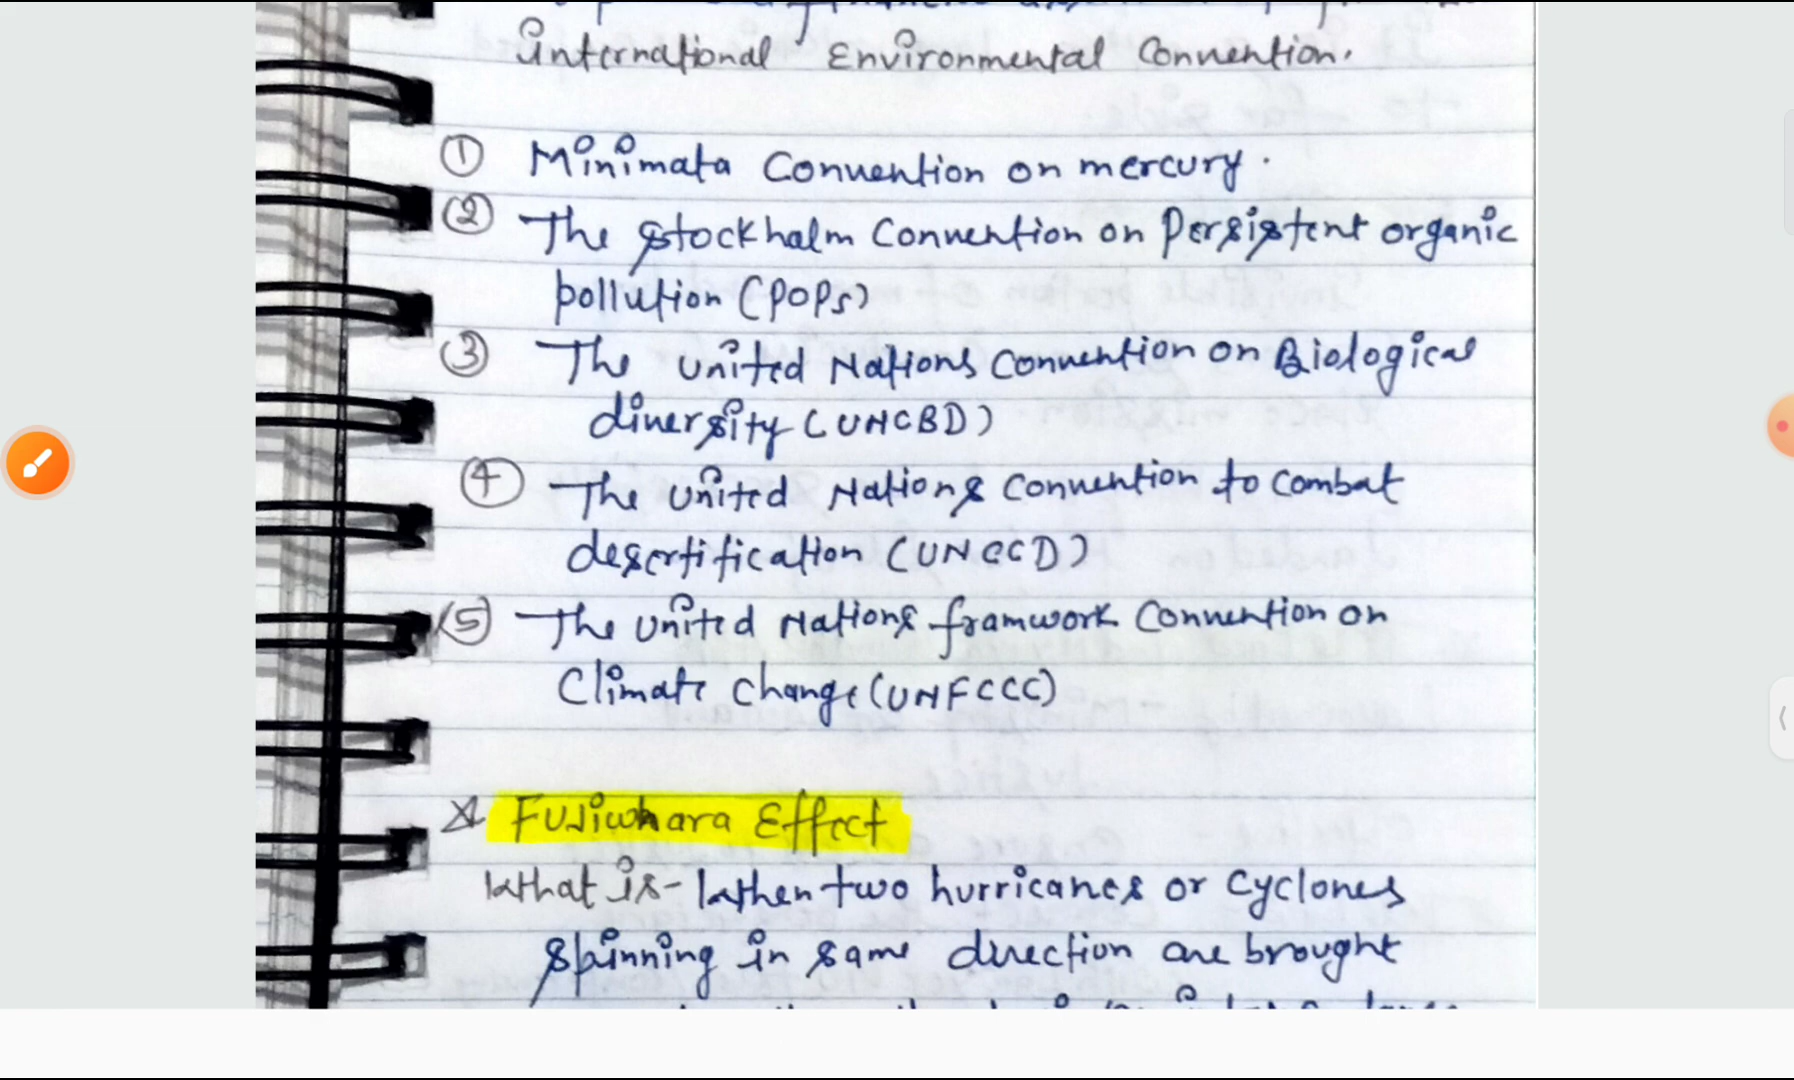 international Environmental Convention.
① Minimata Convention on mercury.
② The Stockhalm Convention on Persistent organic
pollution (POPs)
③ The United Nations Convention on Biological
diversity (UNCBD)
④ The United Nations Convention to Combat
desertification (UNCCD)
⑤ The United Nations framwork Convention on
Climate change (UNFCCC)
Fujiwhara Effect
What is - When two hurricanes or Cyclones
spinning in same direction are brought